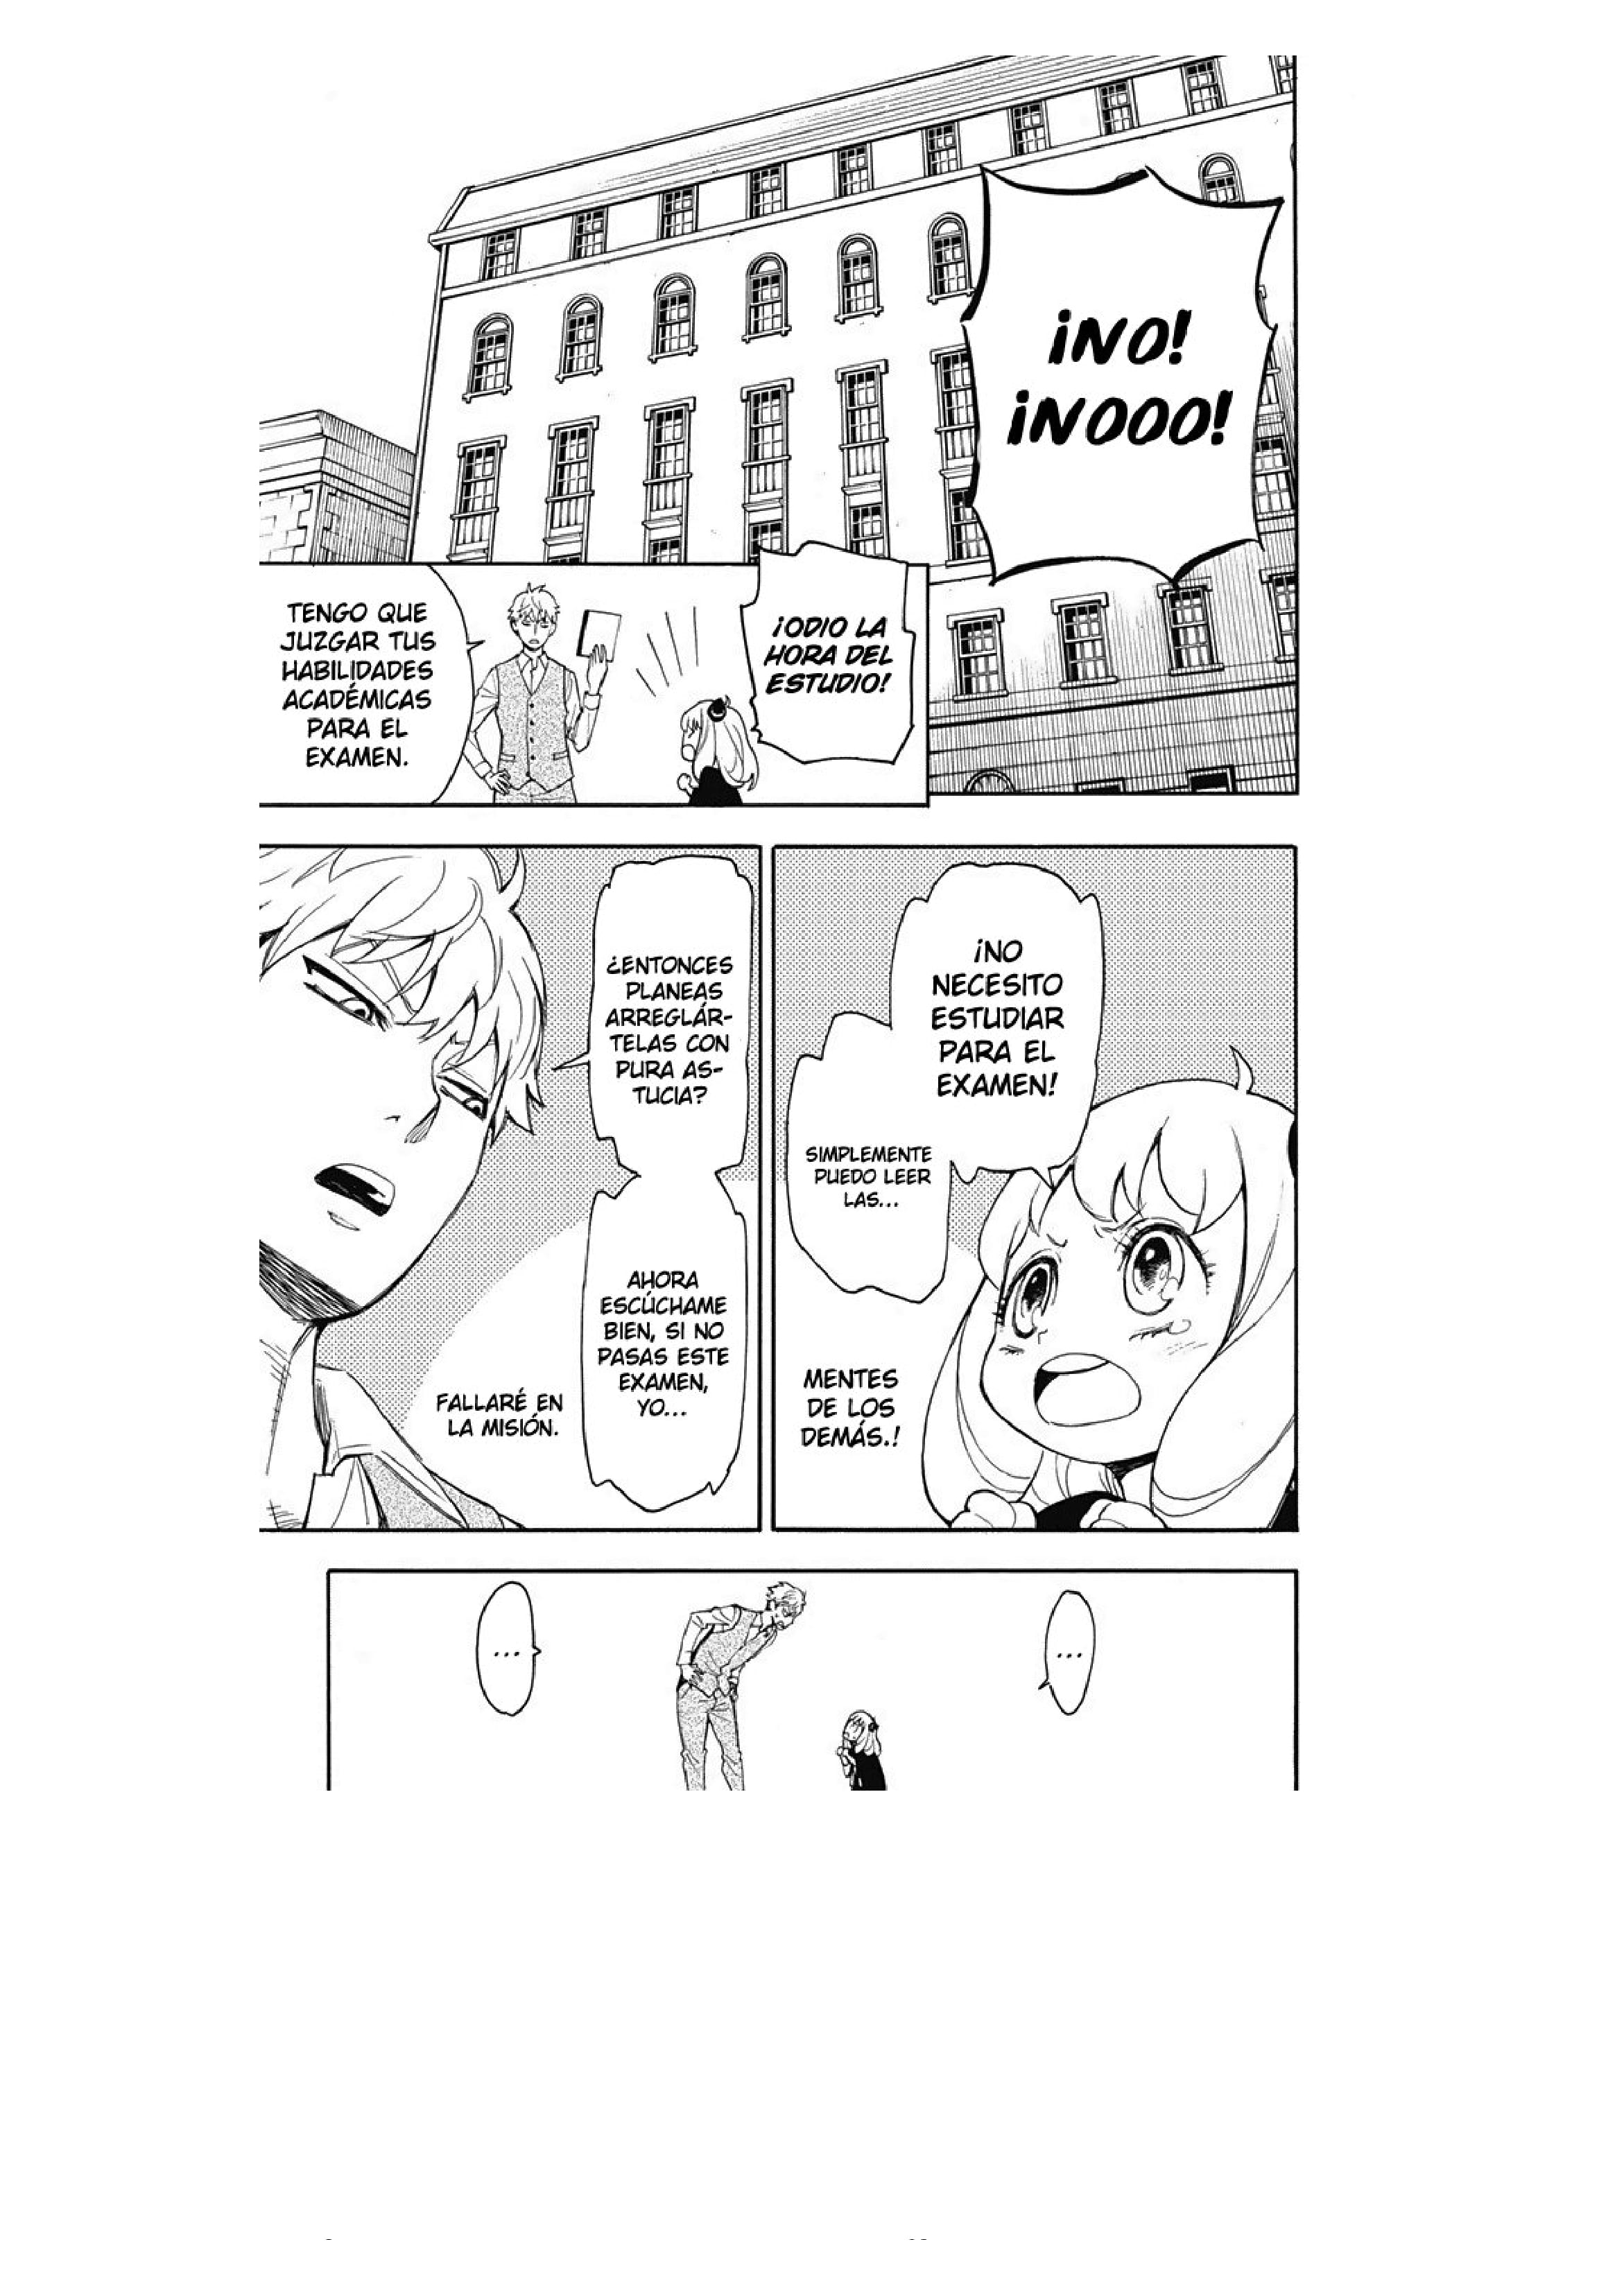 ¡NO!
¡NOOO!
¡ODIO LA
HORA DEL
ESTUDIO!
TENGO QUE
JUZGAR TUS
HABILIDADES
ACADÉMICAS
PARA EL
EXAMEN.
¡NO
NECESITO
ESTUDIAR
PARA EL
EXAMEN!
SIMPLEMENTE
PUEDO LEER
LAS...
MENTES
DE LOS
DEMÁS.!
¿ENTONCES
PLANEAS
ARREGLÁR-
TELAS CON
PURA AS-
TUCIA?
AHORA
ESCÚCHAME
BIEN, SI NO
PASAS ESTE
EXAMEN,
YO...
FALLARÉ EN
LA MISIÓN.
...
...